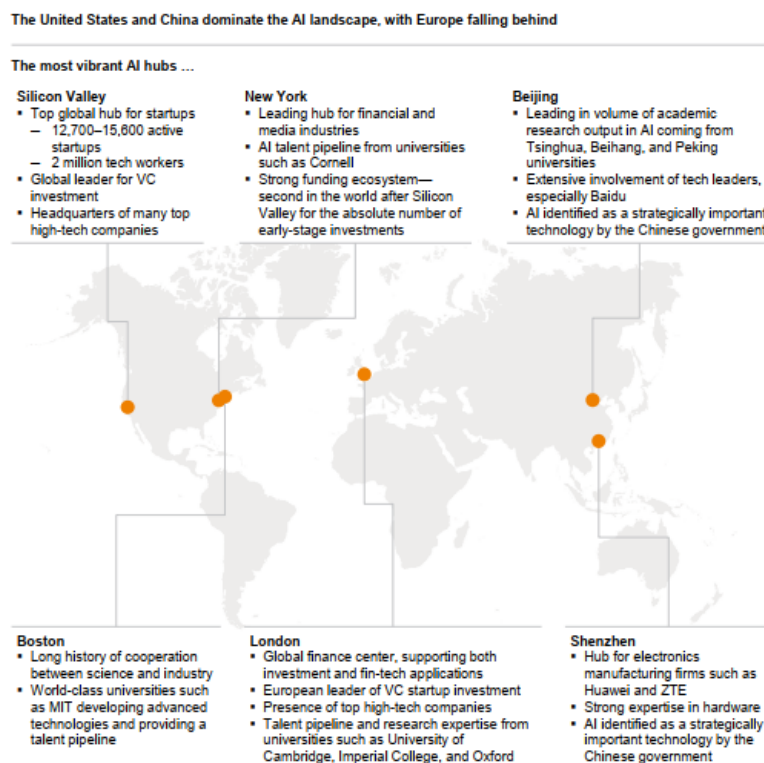 The United States and China dominate the AI landscape, with Europe falling behind
The most vibrant AI hubs …
Silicon Valley
▪ Top global hub for startups
– 12,700–15,600 active
startups
– 2 million tech workers
▪ Global leader for VC
investment
▪ Headquarters of many top
high-tech companies
New York
▪ Leading hub for financial and
media industries
▪ AI talent pipeline from universities
such as Cornell
▪ Strong funding ecosystem—
second in the world after Silicon
Valley for the absolute number of
early-stage investments
Beijing
▪ Leading in volume of academic
research output in AI coming from
Tsinghua, Beihang, and Peking
universities
▪ Extensive involvement of tech leaders,
especially Baidu
▪ AI identified as a strategically important
technology by the Chinese government
Boston
▪ Long history of cooperation
between science and industry
▪ World-class universities such
as MIT developing advanced
technologies and providing a
talent pipeline
London
▪ Global finance center, supporting both
investment and fin-tech applications
▪ European leader of VC startup investment
▪ Presence of top high-tech companies
▪ Talent pipeline and research expertise from
universities such as University of
Cambridge, Imperial College, and Oxford
Shenzhen
▪ Hub for electronics
manufacturing firms such as
Huawei and ZTE
▪ Strong expertise in hardware
▪ AI identified as a strategically
important technology by the
Chinese government